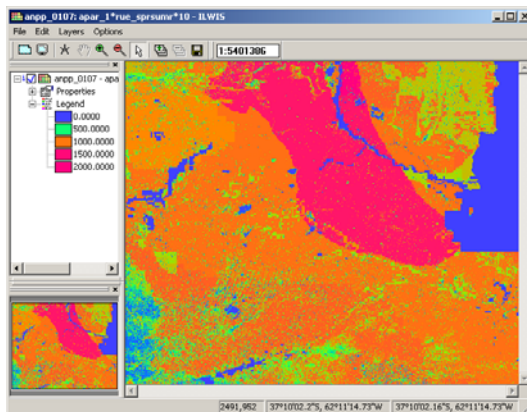 anpp_0107: apar_1*rue_sprsumr*10 - ILWIS
File Edit Layers Options
1:5401386
anpp_0107 - apa
Properties
Legend
0.0000
500.0000
1000.0000
1500.0000
2000.0000
2491,952 37°10'02.2"S, 62°11'14.73"W 37°10'02.16"S, 62°11'14.73"W